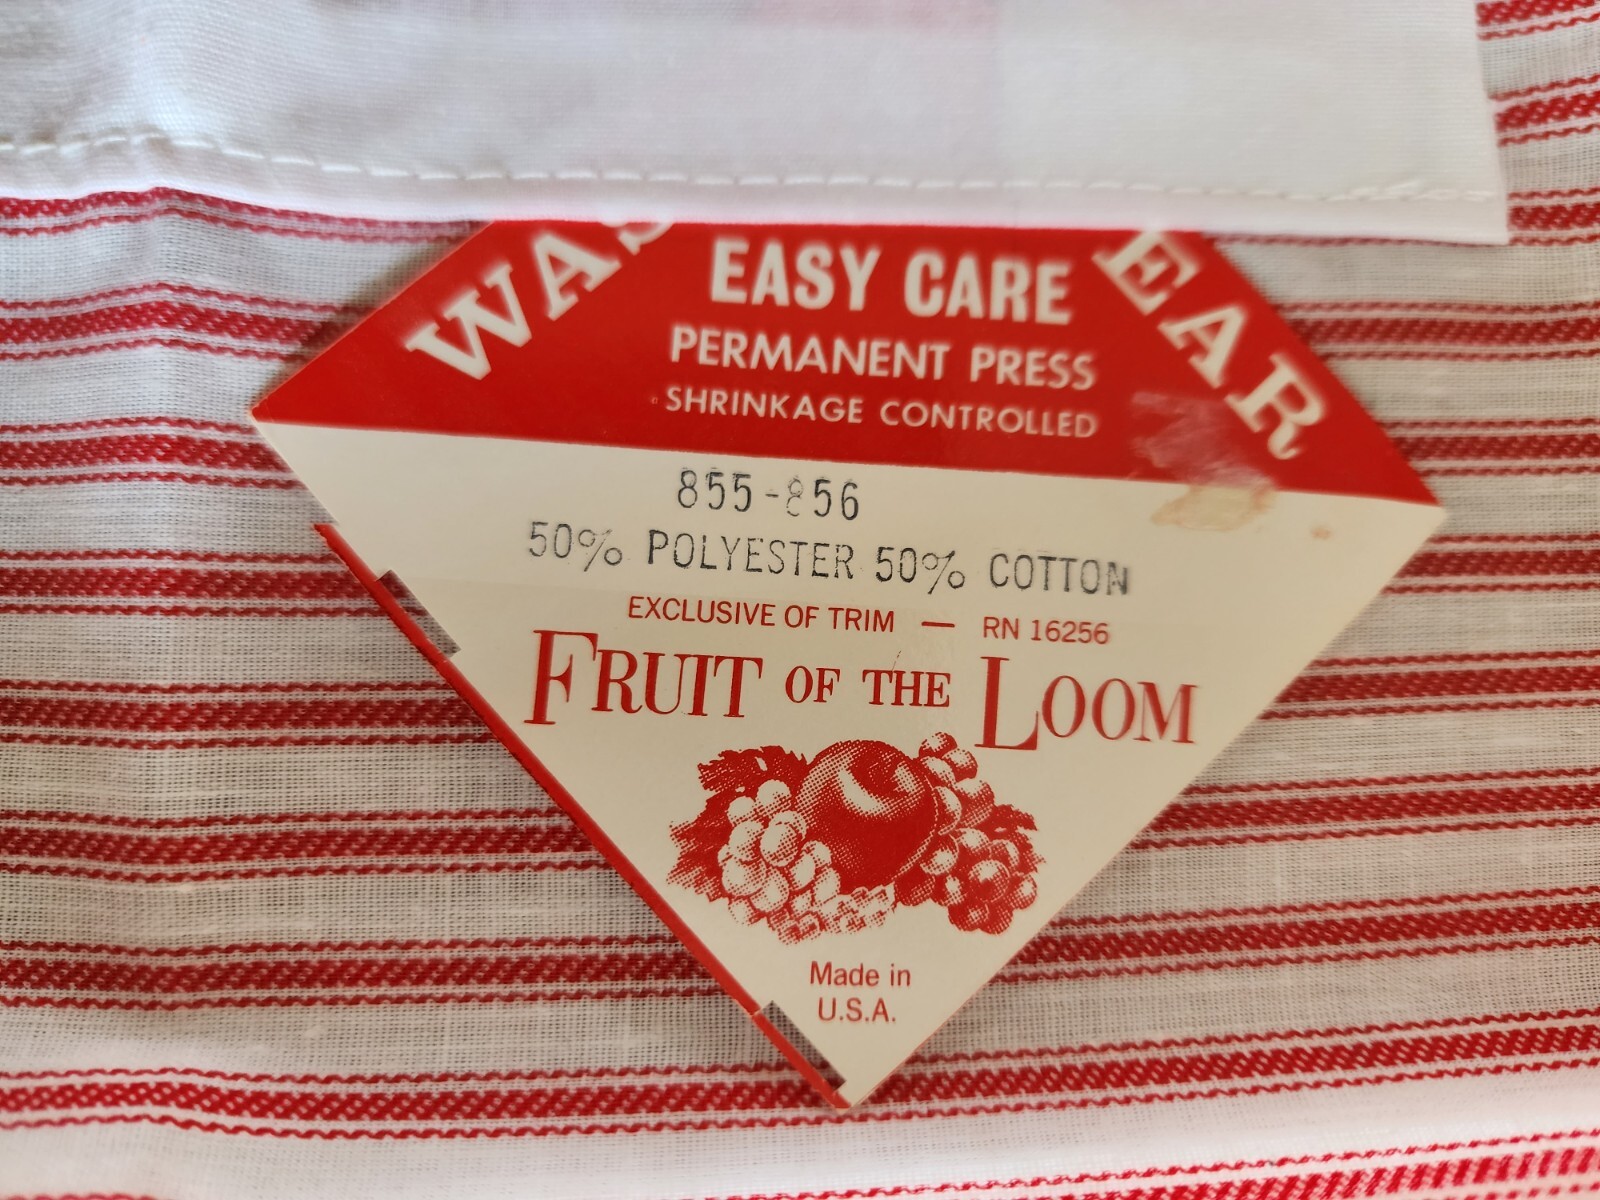 WAS EAR
EASY CARE
PERMANENT PRESS
SHRINKAGE CONTROLLED
855-856
50% POLYESTER 50% COTTON
EXCLUSIVE OF TRIM — RN 16256
FRUIT OF THE LOOM
Made in
U.S.A.